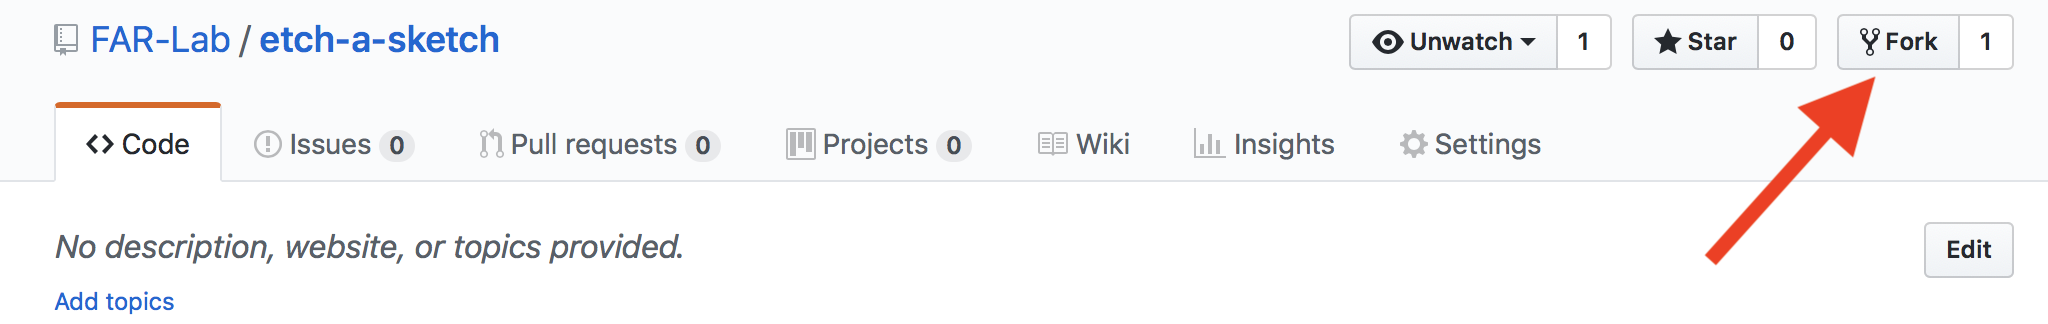 FAR-Lab / etch-a-sketch Unwatch 1 Star 0 Fork 1
Code Issues 0 Pull requests 0 Projects 0 Wiki Insights Settings
No description, website, or topics provided. Edit
Add topics